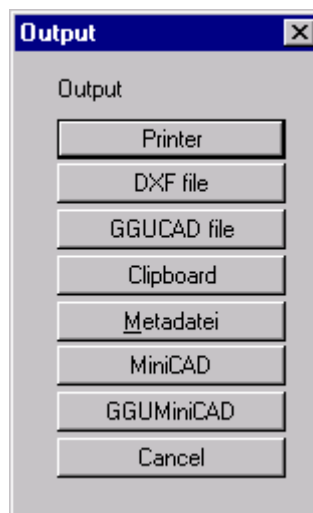 Output
Output
Printer
DXF file
GGUCAD file
Clipboard
Metadatei
MiniCAD
GGUMiniCAD
Cancel